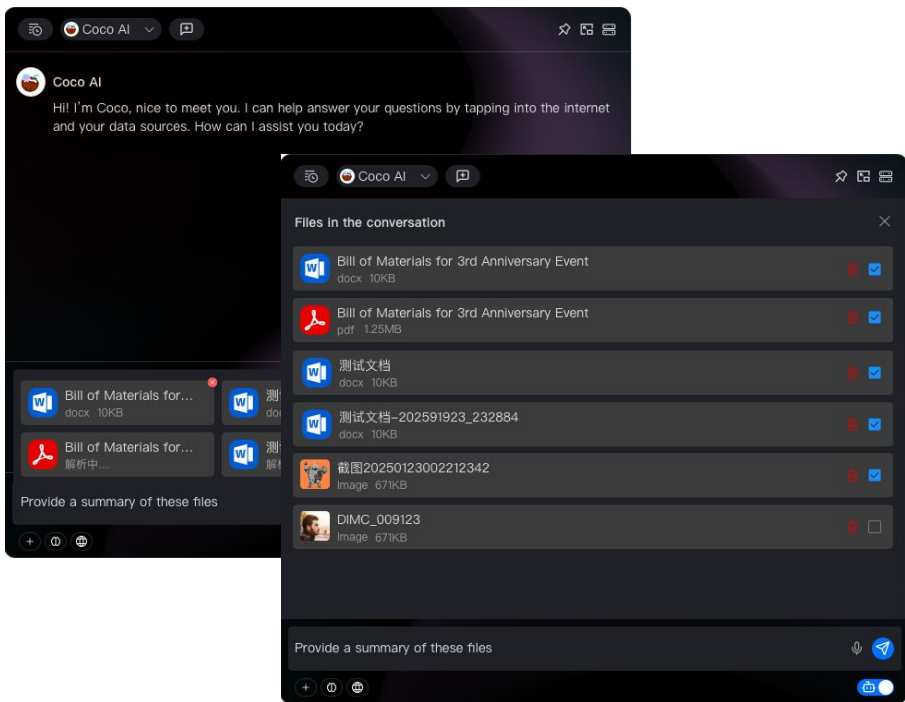 Coco AI
Coco AI
Hi! I'm Coco, nice to meet you. I can help answer your questions by tapping into the internet
and your data sources. How can I assist you today?
Bill of Materials for...
docx 10KB
测
Bill of Materials for...
解析中...
测
Provide a summary of these files
Coco AI
Files in the conversation
Bill of Materials for 3rd Anniversary Event
docx 10KB
Bill of Materials for 3rd Anniversary Event
pdf 1.25MB
测试文档
docx 10KB
测试文档-202591923_232884
docx 10KB
截图20250123002212342
Image 671KB
DIMC_009123
Image 671KB
Provide a summary of these files